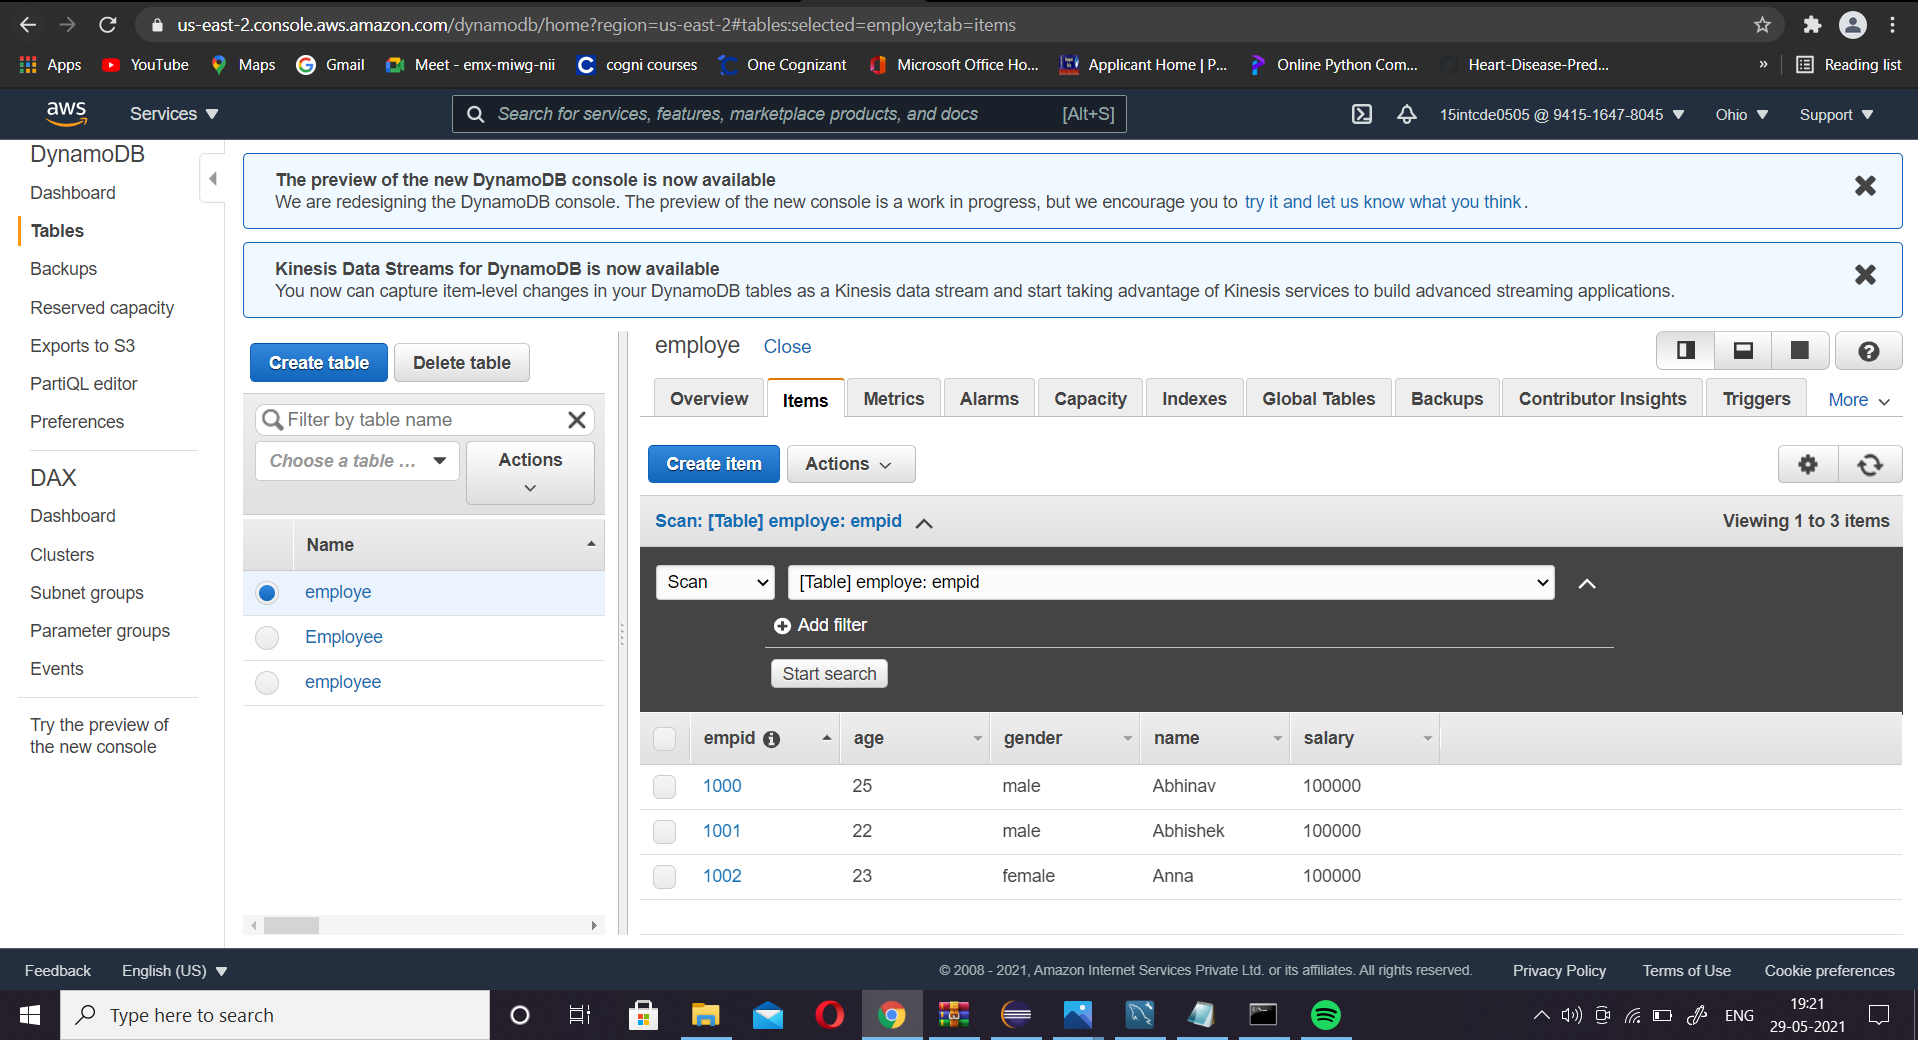 us-east-2.console.aws.amazon.com/dynamodb/home?region=us-east-2#tables:selected=employe;tab=items
Apps YouTube Maps Gmail Meet - emx-miwg-nii cogni courses One Cognizant Microsoft Office Ho... Applicant Home | P... Online Python Com... Heart-Disease-Pred... » Reading list
aws Services Search for services, features, marketplace products, and docs [Alt+S] 15intcde0505 @ 9415-1647-8045 Ohio Support
DynamoDB
Dashboard
Tables
Backups
Reserved capacity
Exports to S3
PartiQL editor
Preferences
DAX
Dashboard
Clusters
Subnet groups
Parameter groups
Events
Try the preview of
the new console
The preview of the new DynamoDB console is now available
We are redesigning the DynamoDB console. The preview of the new console is a work in progress, but we encourage you to try it and let us know what you think.
Kinesis Data Streams for DynamoDB is now available
You now can capture item-level changes in your DynamoDB tables as a Kinesis data stream and start taking advantage of Kinesis services to build advanced streaming applications.
Create table Delete table
Filter by table name
Choose a table ... Actions
Name
employe
Employee
employee
employe Close
Overview Items Metrics Alarms Capacity Indexes Global Tables Backups Contributor Insights Triggers More
Create item Actions
Scan: [Table] employe: empid Viewing 1 to 3 items
Scan [Table] employe: empid
Add filter
Start search
empid age gender name salary
1000 25 male Abhinav 100000
1001 22 male Abhishek 100000
1002 23 female Anna 100000
Feedback English (US) © 2008 - 2021, Amazon Internet Services Private Ltd. or its affiliates. All rights reserved. Privacy Policy Terms of Use Cookie preferences
Type here to search ENG 19:21
29-05-2021